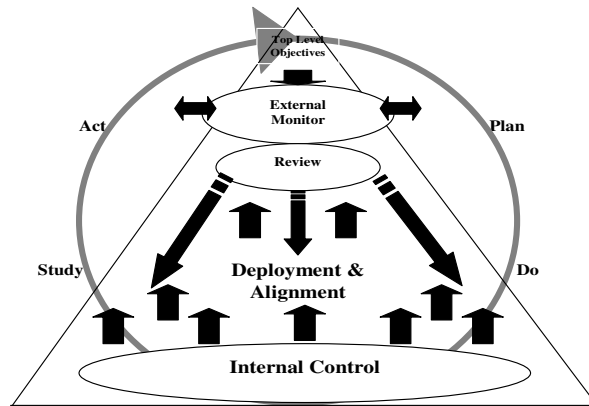 Top Level
Objectives
External
Monitor
Act
Plan
Review
Study
Deployment &
Alignment
Do
Internal Control